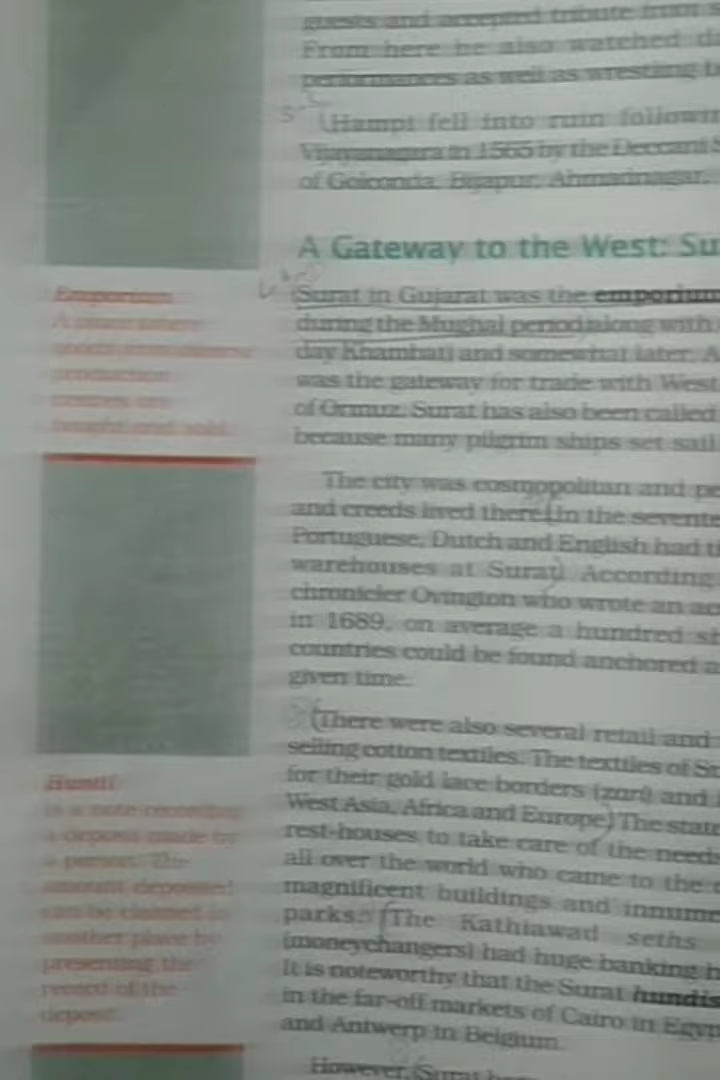 guests and accepted tribute from
From here he also watched
performances as well as wrestling
Hampi fell into ruin
Vijayanagara in 1565 by the Deccani
of Golconda, Bijapur, Ahmadnagar,
A Gateway to the West: Su
Surat in Gujarat was the emporium
during the Mughal period along with
day Khambat) and somewhat later, A
was the gateway for trade with West
of Ormuz. Surat has also been called
because many pilgrim ships set sail
The city was cosmopolitan and pe
and creeds lived there. In the sevente
Portuguese, Dutch and English had
warehouses at Surat. According
chronicler Ovington who wrote an ac
in 1689, on average a hundred
countries could be found anchored a
given time.
There were also several retail and
selling cotton textiles. The textiles of
for their gold lace borders (zari) and
West Asia, Africa and Europe. The
rest-houses to take care of the needs
all over the world who came to the
magnificent buildings and
parks. The Kathiawad seths
(moneychangers) had huge banking
It is noteworthy that the Surat hundis
in the far-off markets of Cairo in
and Antwerp in Belgium.
However, Surat
Emporium
A place where
goods from diverse
production
centres are
bought and sold.
Hundi
is a note recording
a deposit made by
a person. The
amount deposited
can be claimed in
another place by
presenting the
record of the
deposit.